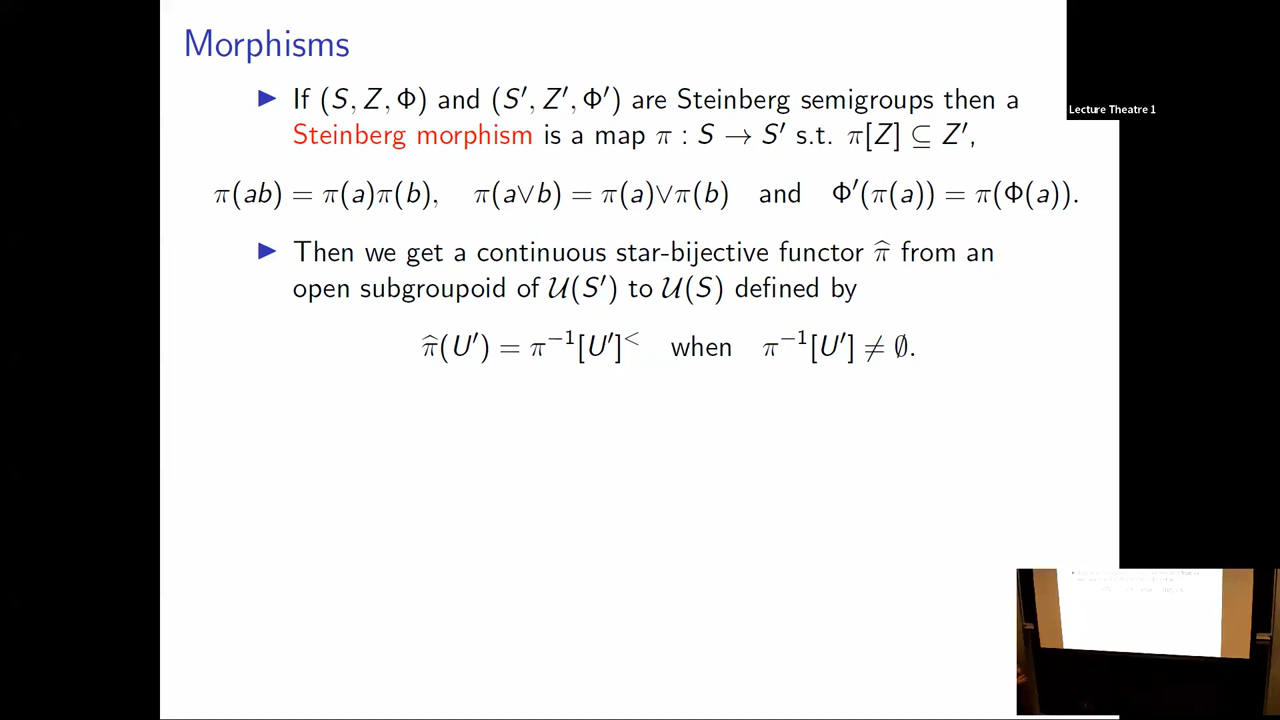 Morphisms
▶ If (S, Z, Φ) and (S′, Z′, Φ′) are Steinberg semigroups then a
Steinberg morphism is a map π : S → S′ s.t. π[Z] ⊆ Z′,
π(ab) = π(a)π(b), π(a∨b) = π(a)∨π(b) and Φ′(π(a)) = π(Φ(a)).
▶ Then we get a continuous star-bijective functor π̂ from an
open subgroupoid of 𝒰(S′) to 𝒰(S) defined by
π̂(U′) = π⁻¹[U′]^< when π⁻¹[U′] ≠ ∅.
Lecture Theatre 1